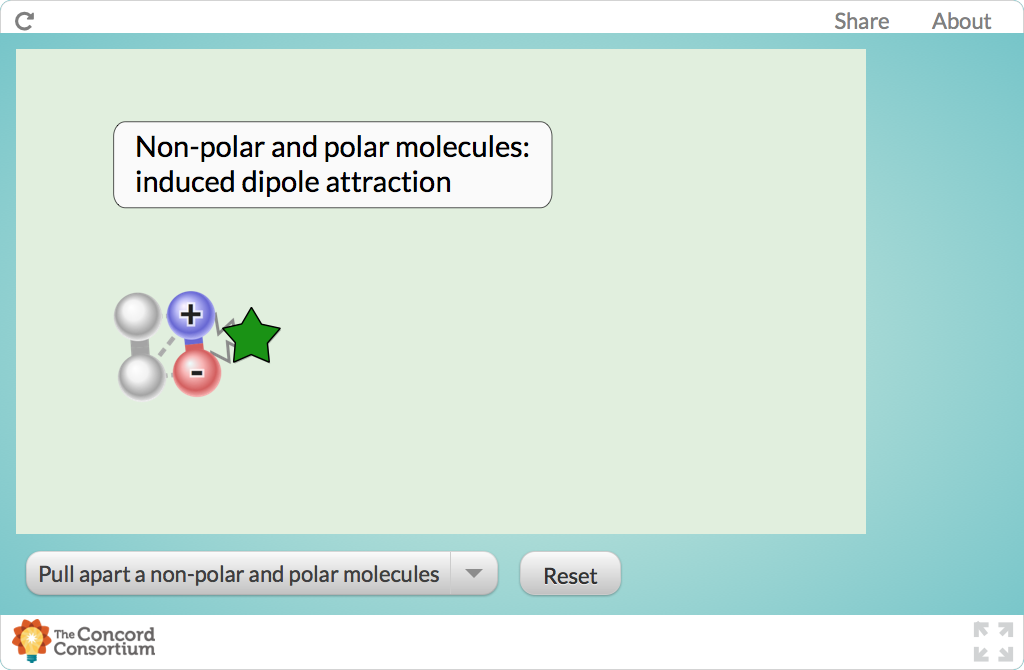 Share About
Non-polar and polar molecules:
induced dipole attraction
+
-
Pull apart a non-polar and polar molecules
Reset
The Concord
Consortium